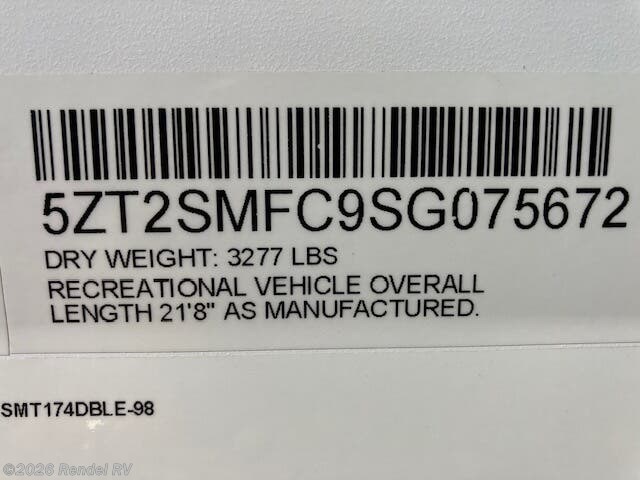 5ZT2SMFC9SG075672
DRY WEIGHT: 3277 LBS
RECREATIONAL VEHICLE OVERALL
LENGTH 21'8" AS MANUFACTURED.
SMT174DBLE-98
©2026 Rendel RV